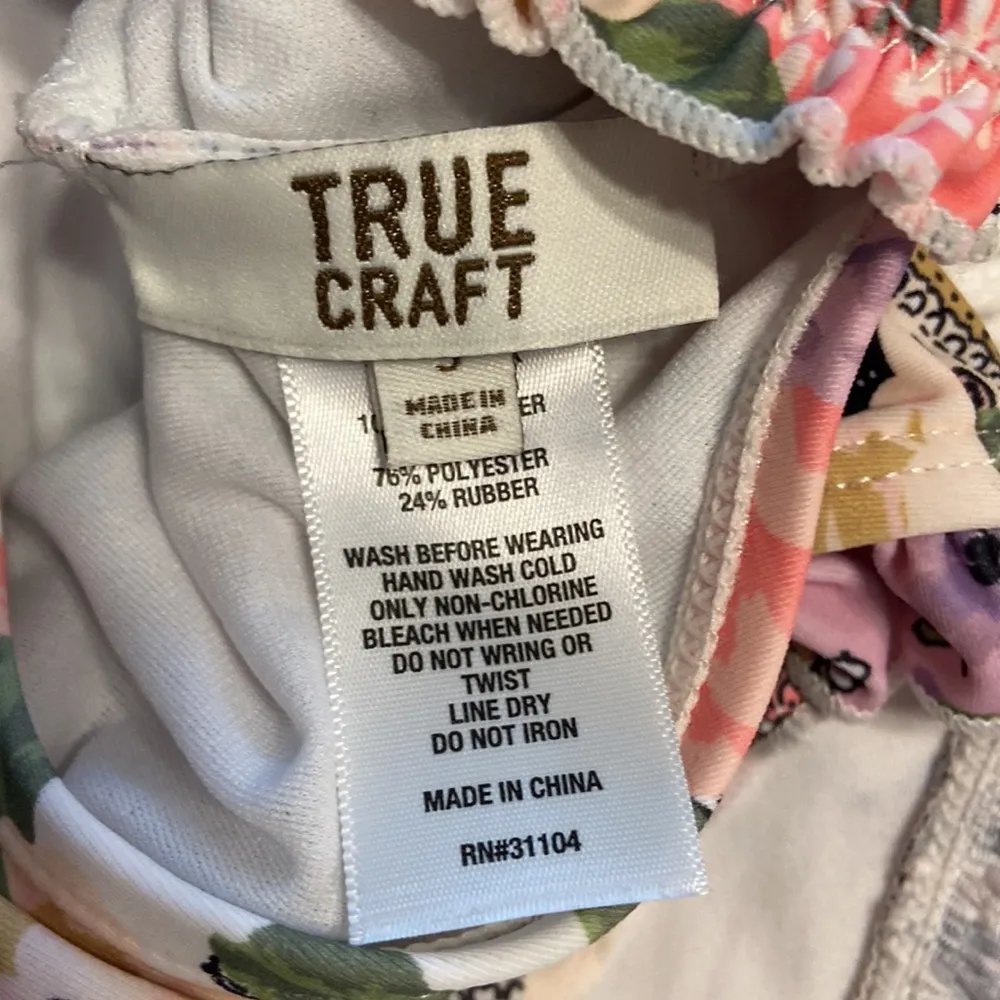 TRUE
CRAFT
MADE IN
CHINA
76% POLYESTER
24% RUBBER
WASH BEFORE WEARING
HAND WASH COLD
ONLY NON-CHLORINE
BLEACH WHEN NEEDED
DO NOT WRING OR
TWIST
LINE DRY
DO NOT IRON
MADE IN CHINA
RN#31104